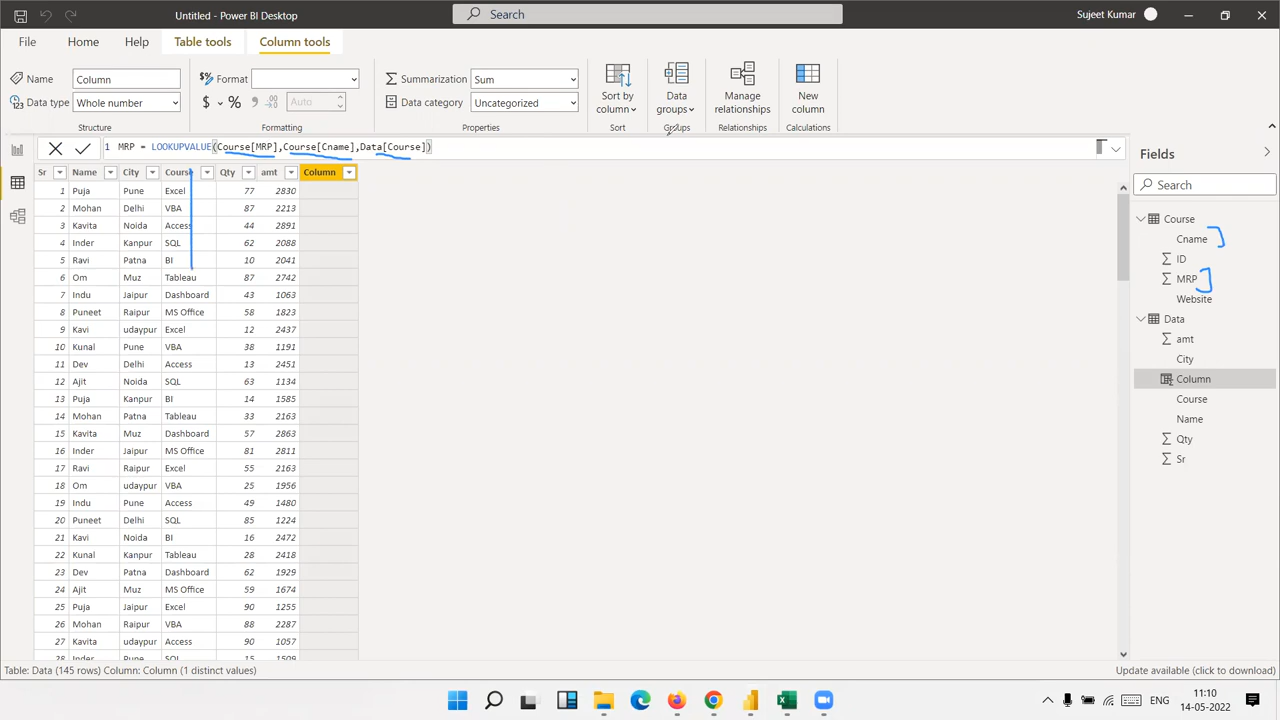 Untitled - Power BI Desktop
Search
Sujeet Kumar
File
Home
Help
Table tools
Column tools
Name
Column
Format
Summarization
Sum
Data type
Whole number
$
%
Auto
Data category
Uncategorized
Sort by
column
Data
groups
Manage
relationships
New
column
Structure
Formatting
Properties
Sort
Groups
Relationships
Calculations
1 MRP = LOOKUPVALUE(Course[MRP],Course[Cname],Data[Course])
Sr Name City Course Qty amt Column
1 Puja Pune Excel 77 2830
2 Mohan Delhi VBA 87 2213
3 Kavita Noida Access 44 2891
4 Inder Kanpur SQL 62 2088
5 Ravi Patna BI 10 2041
6 Om Muz Tableau 87 2742
7 Indu Jaipur Dashboard 43 1063
8 Puneet Raipur MS Office 58 1823
9 Kavi udaypur Excel 12 2437
10 Kunal Pune VBA 38 1191
11 Dev Delhi Access 13 2451
12 Ajit Noida SQL 63 1134
13 Puja Kanpur BI 14 1585
14 Mohan Patna Tableau 33 2163
15 Kavita Muz Dashboard 57 2863
16 Inder Jaipur MS Office 81 2811
17 Ravi Raipur Excel 55 2163
18 Om udaypur VBA 25 1956
19 Indu Pune Access 49 1480
20 Puneet Delhi SQL 85 1224
21 Kavi Noida BI 16 2472
22 Kunal Kanpur Tableau 28 2418
23 Dev Patna Dashboard 62 1929
24 Ajit Muz MS Office 59 1674
25 Puja Jaipur Excel 90 1255
26 Mohan Raipur VBA 88 2287
27 Kavita udaypur Access 90 1057
28 Inder Pune SQL 15 1509
Fields
Search
Course
Cname
ID
MRP
Website
Data
amt
City
Column
Course
Name
Qty
Sr
Table: Data (145 rows) Column: Column (1 distinct values)
Update available (click to download)
ENG
11:10
14-05-2022